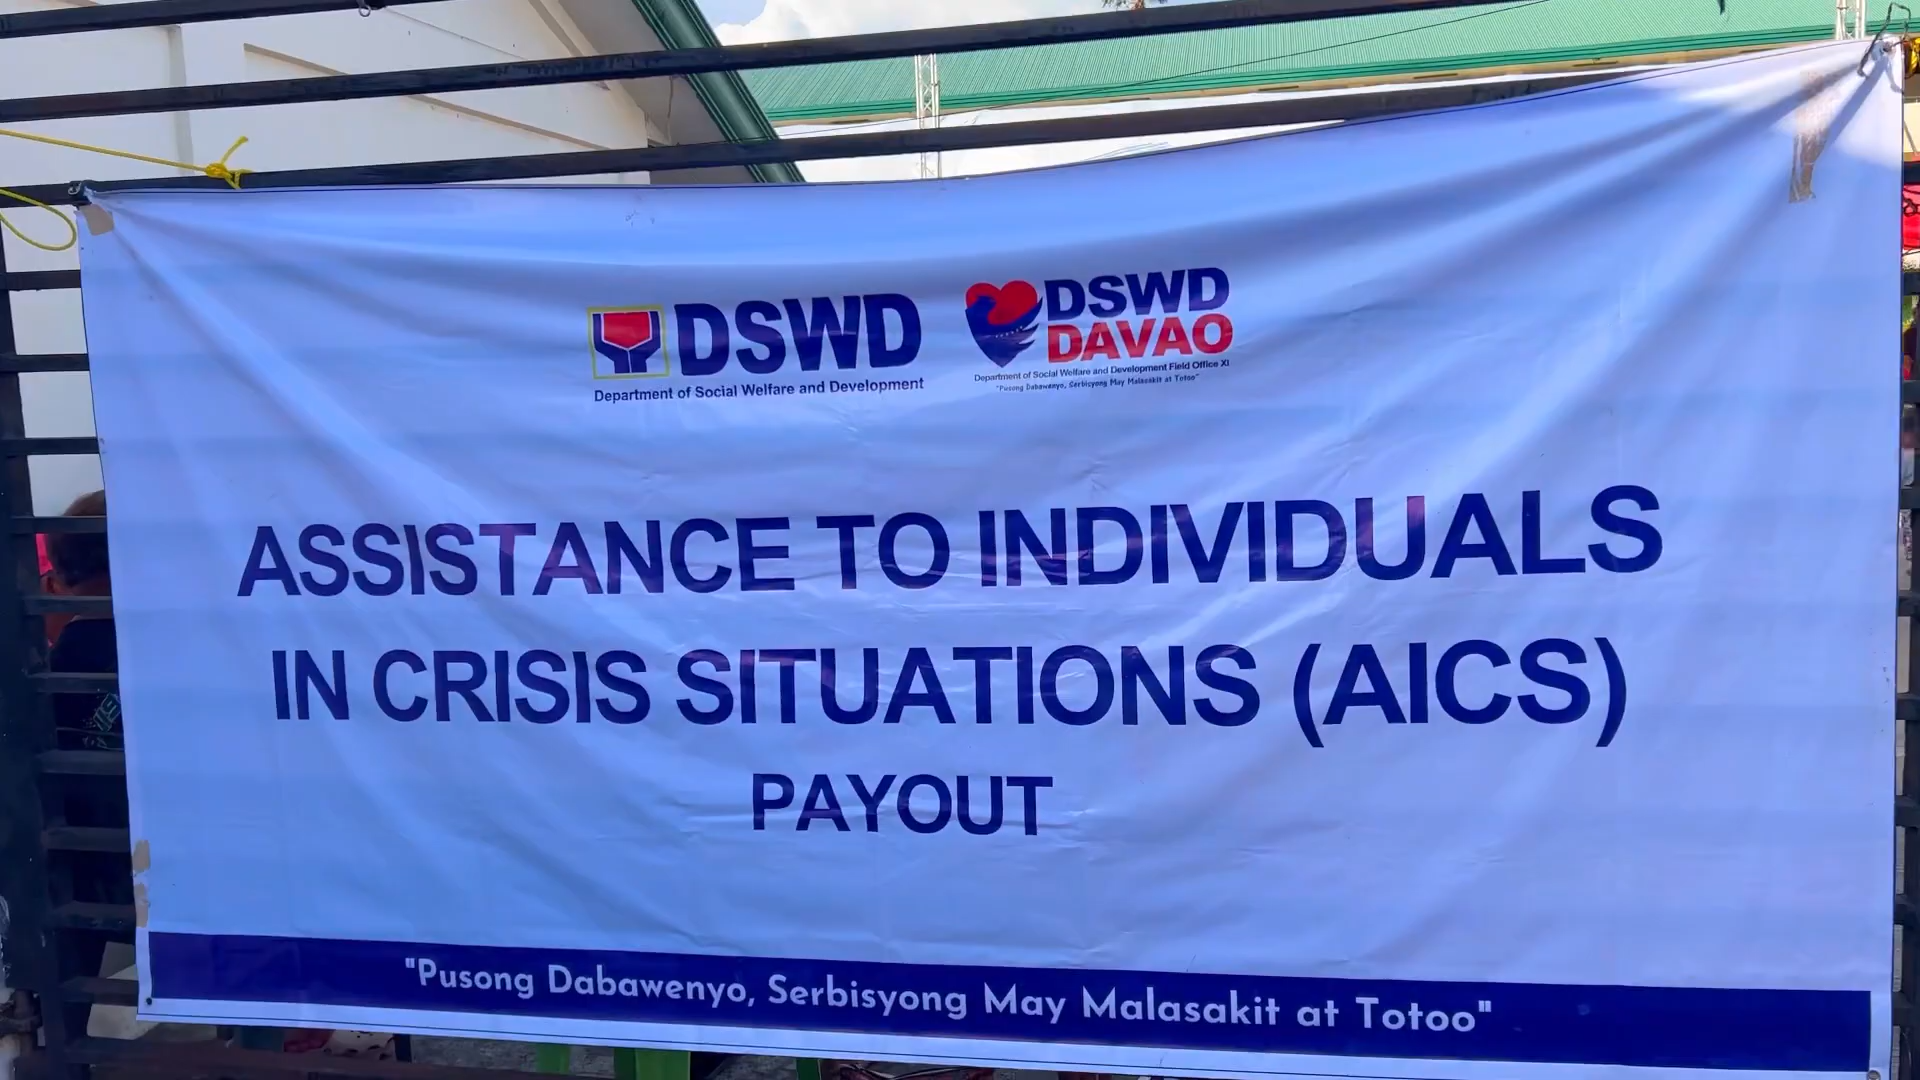 DSWD
Department of Social Welfare and Development
DSWD
DAVAO
Department of Social Welfare and Development Field Office XI
"Pusong Dabawenyo, Serbisyong May Malasakit at Totoo"
ASSISTANCE TO INDIVIDUALS
IN CRISIS SITUATIONS (AICS)
PAYOUT
"Pusong Dabawenyo, Serbisyong May Malasakit at Totoo"